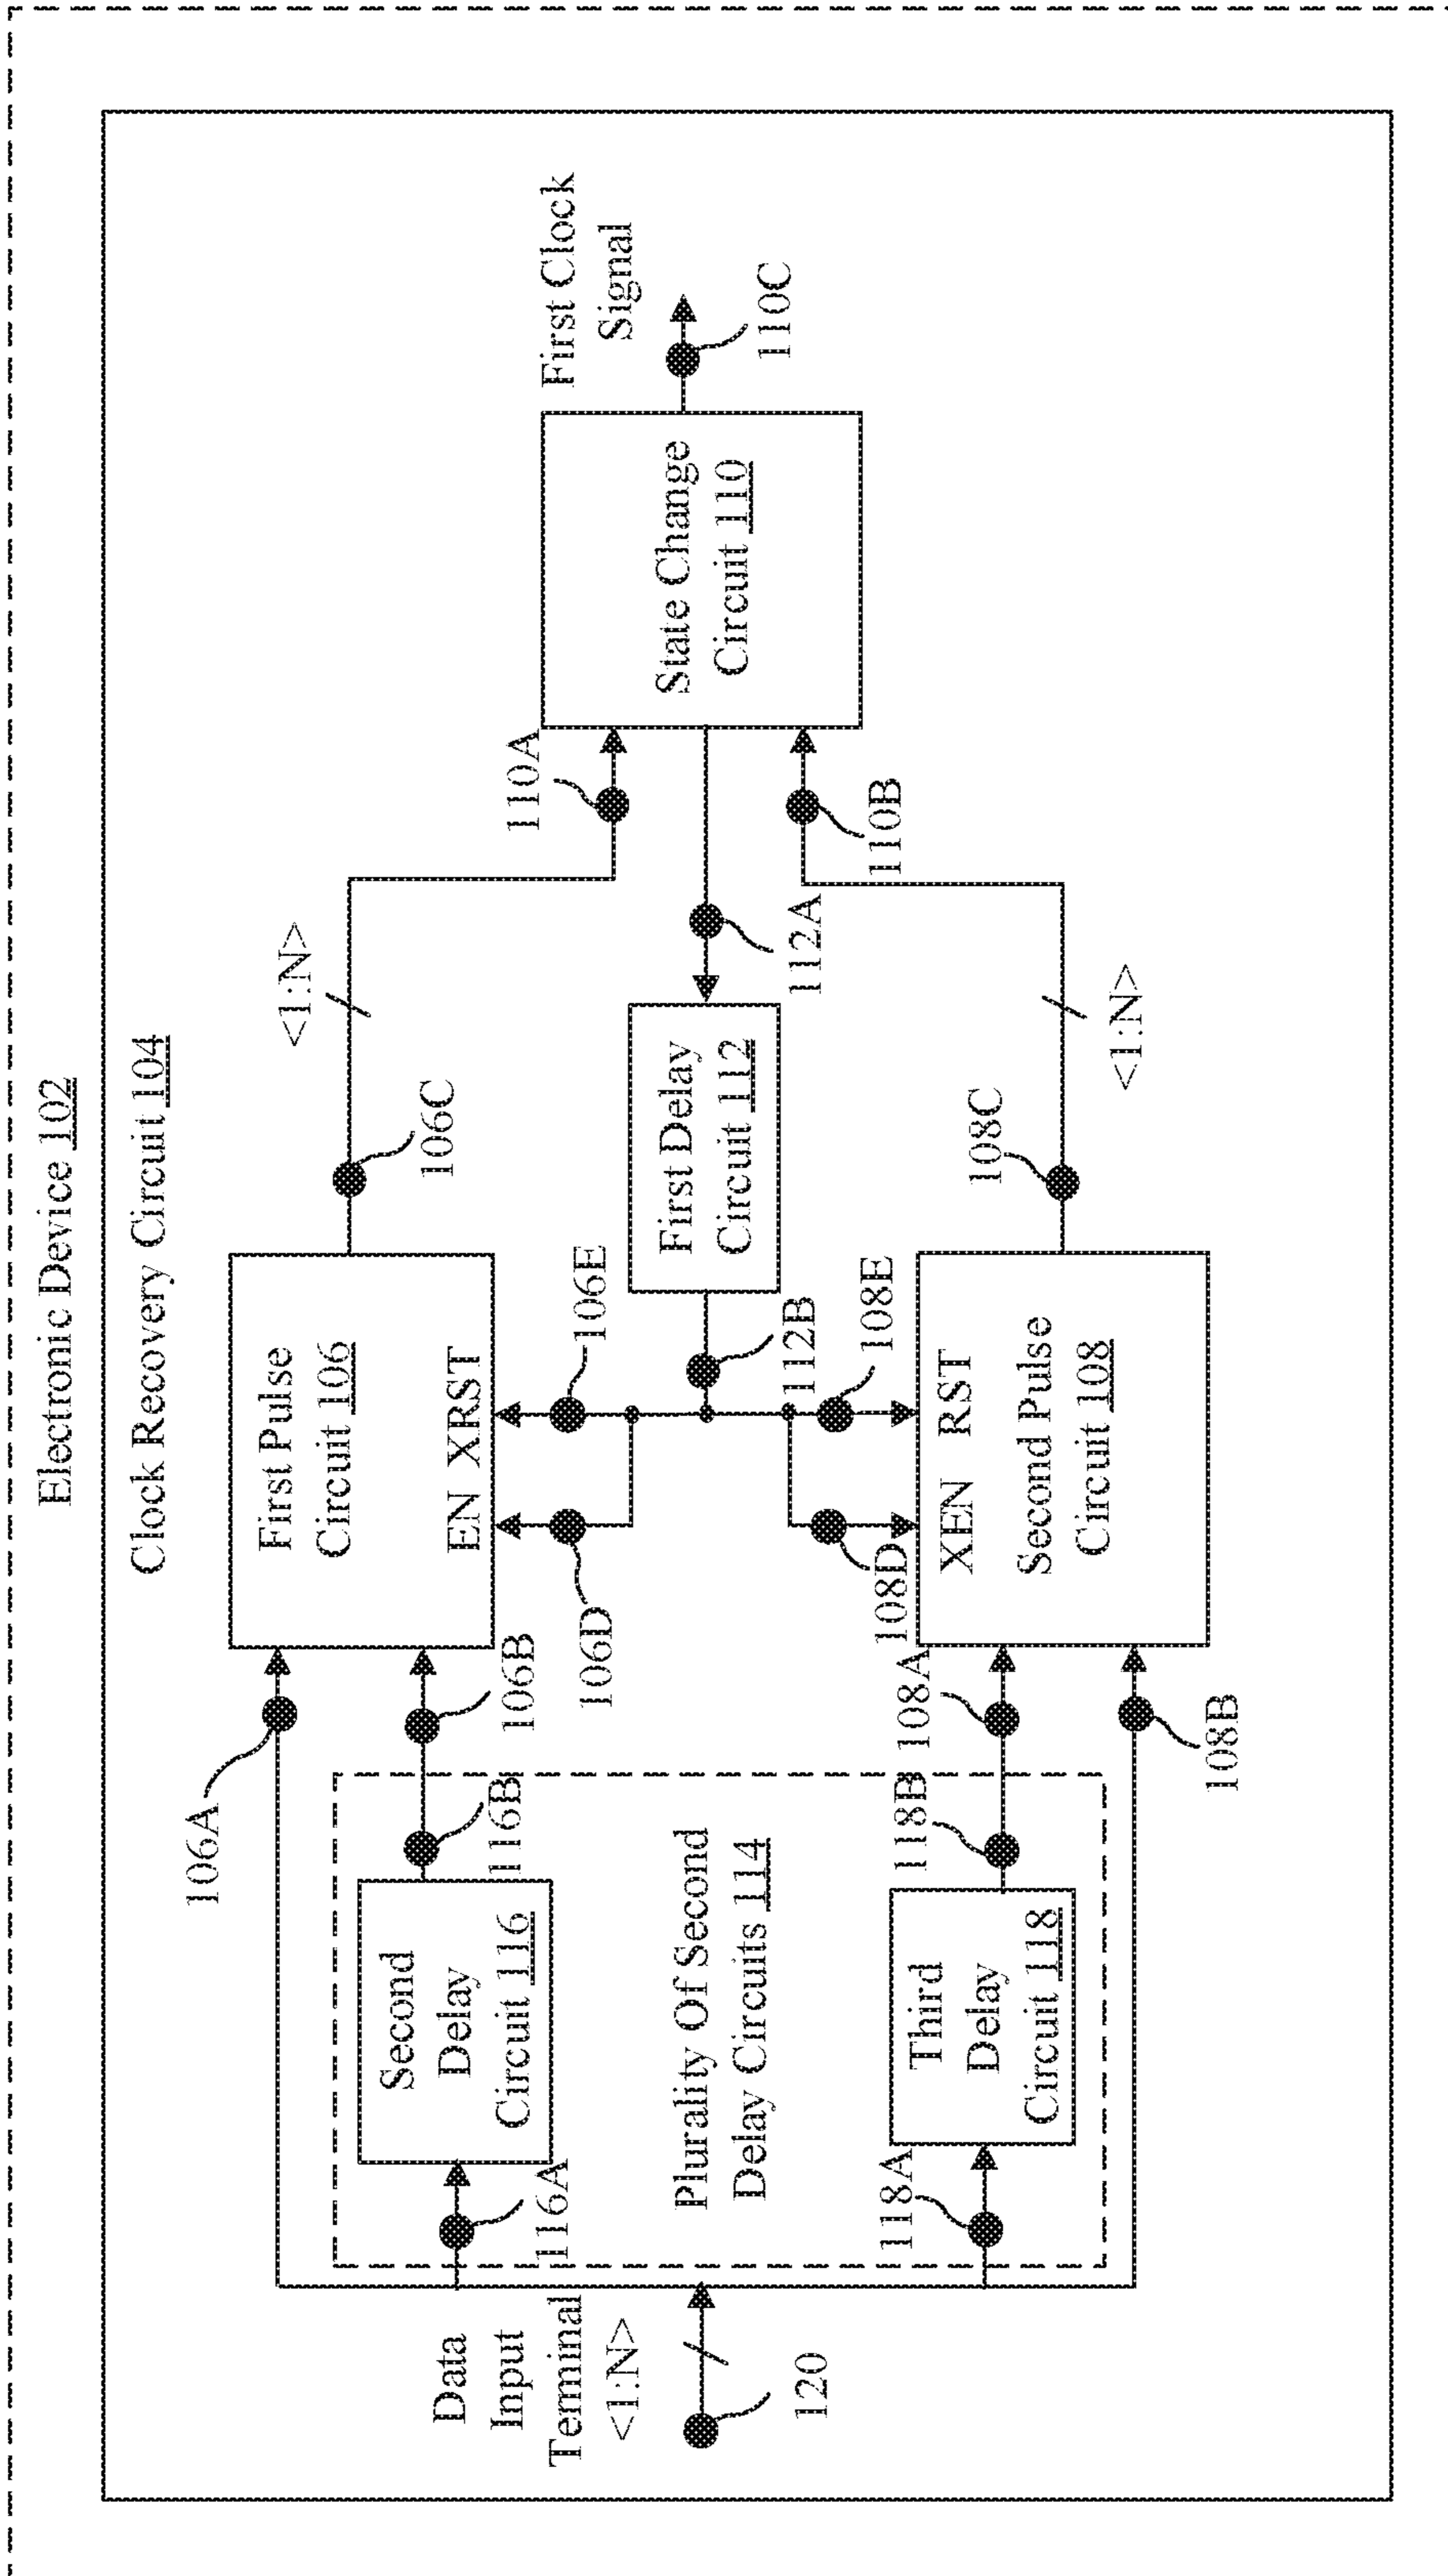 Electronic Device 102
Clock Recovery Circuit 104
106A
First Pulse
Circuit 106
EN XRST
106B
106C
<1:N>
106D
106E
Data
Input
Terminal
<1:N>
120
116A
Second
Delay
Circuit 116
116B
Plurality Of Second
Delay Circuits 114
118A
Third
Delay
Circuit 118
118B
First Delay
Circuit 112
112A
112B
110A
110B
State Change
Circuit 110
First Clock
Signal
110C
108A
108B
108D
108E
XEN RST
Second Pulse
Circuit 108
108C
<1:N>